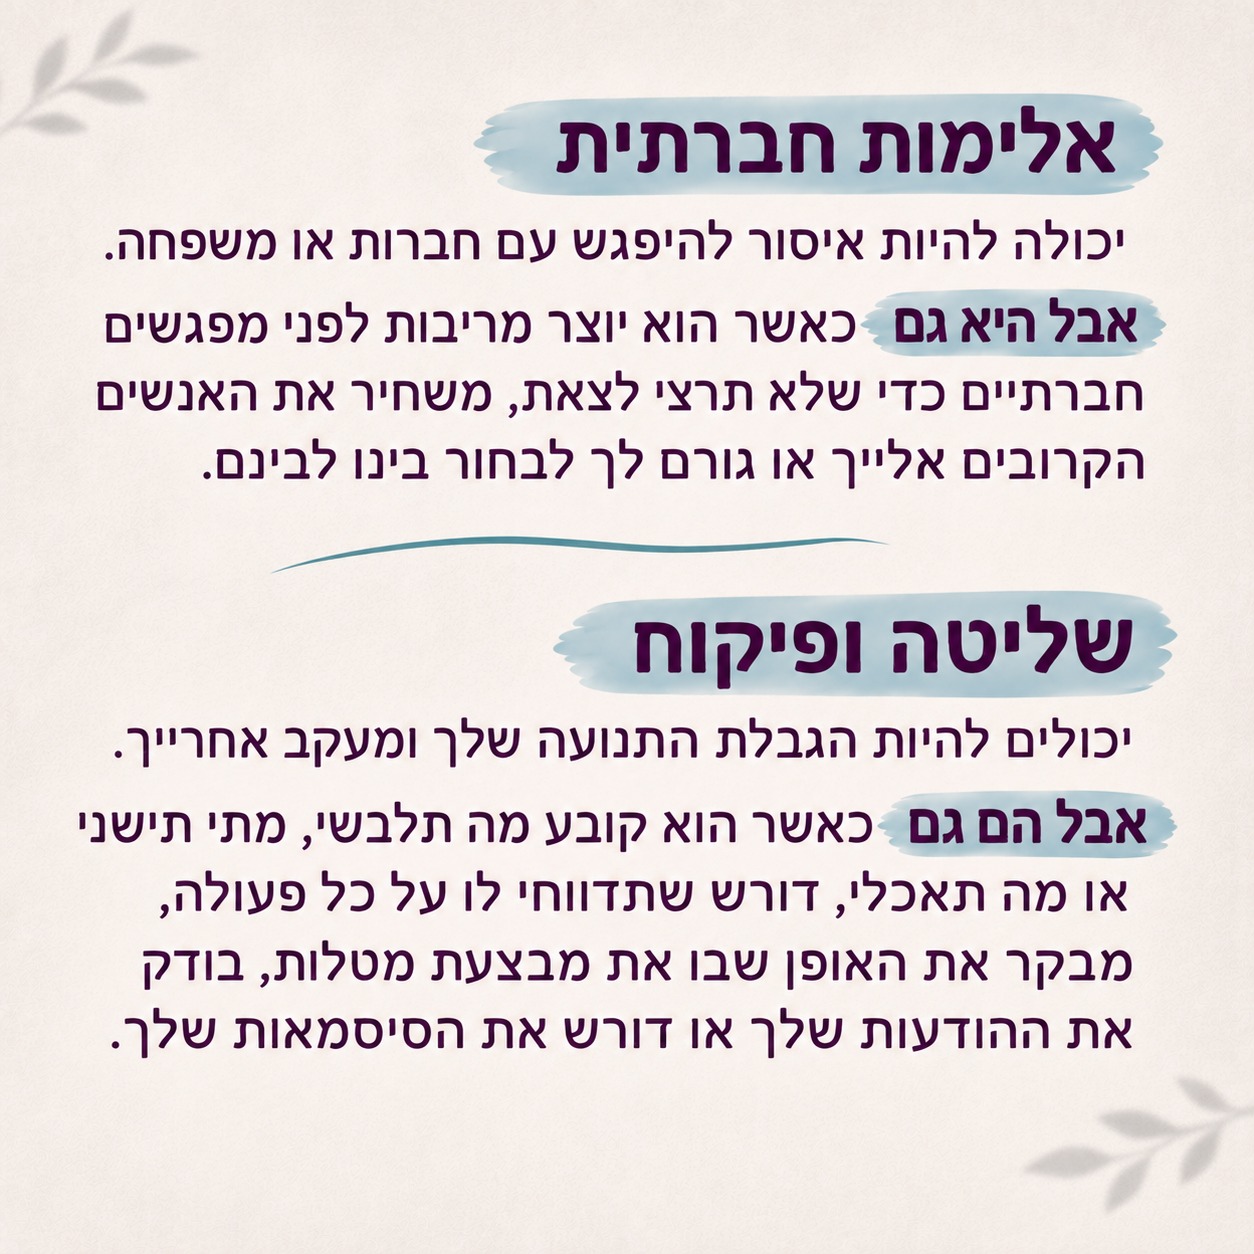 אלימות חברתית
יכולה להיות איסור להיפגש עם חברות או משפחה.
אבל היא גם כאשר הוא יוצר מריבות לפני מפגשים
חברתיים כדי שלא תרצי לצאת, משחיר את האנשים
הקרובים אלייך או גורם לך לבחור בינו לבינם.
שליטה ופיקוח
יכולים להיות הגבלת התנועה שלך ומעקב אחרייך.
אבל הם גם כאשר הוא קובע מה תלבשי, מתי תישני
או מה תאכלי, דורש שתדווחי לו על כל פעולה,
מבקר את האופן שבו את מבצעת מטלות, בודק
את ההודעות שלך או דורש את הסיסמאות שלך.